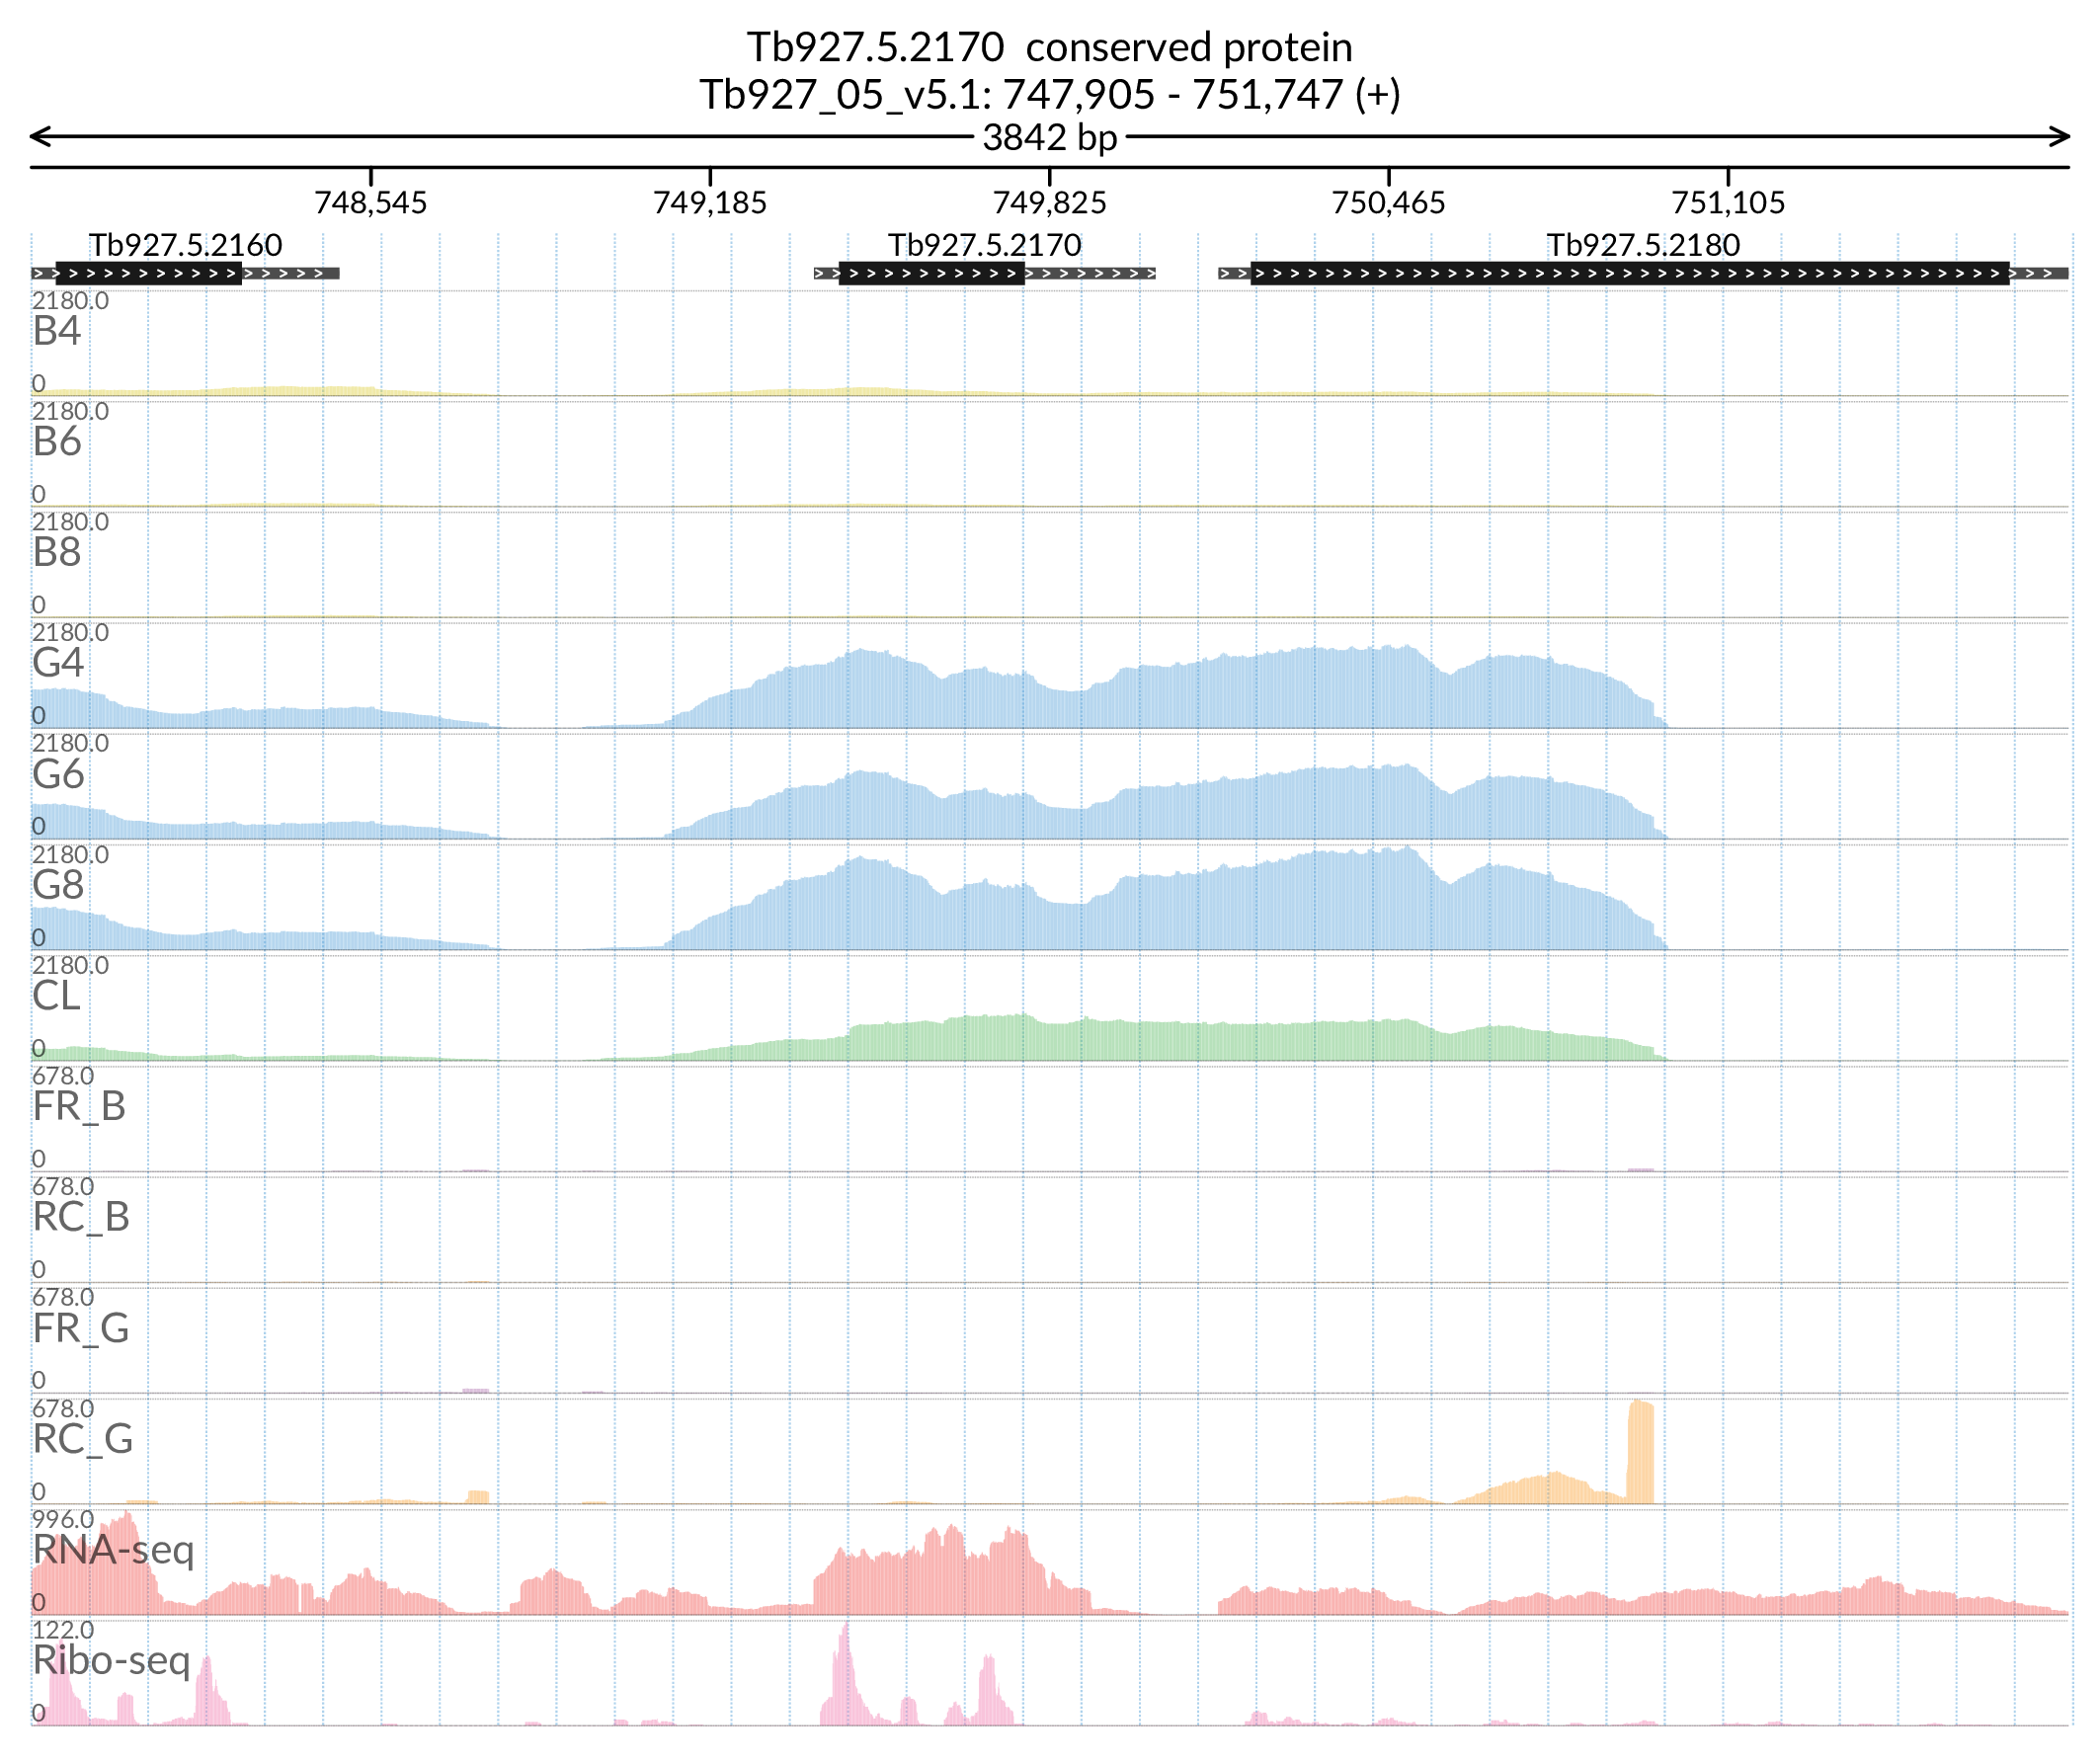 Tb927.5.2170  conserved protein
Tb927_05_v5.1: 747,905 - 751,747 (+)
3842 bp
748,545 749,185 749,825 750,465 751,105
Tb927.5.2160 Tb927.5.2170 Tb927.5.2180
2180.0
B4
0
2180.0
B6
0
2180.0
B8
0
2180.0
G4
0
2180.0
G6
0
2180.0
G8
0
2180.0
CL
0
678.0
FR_B
0
678.0
RC_B
0
678.0
FR_G
0
678.0
RC_G
0
996.0
RNA-seq
0
122.0
Ribo-seq
0